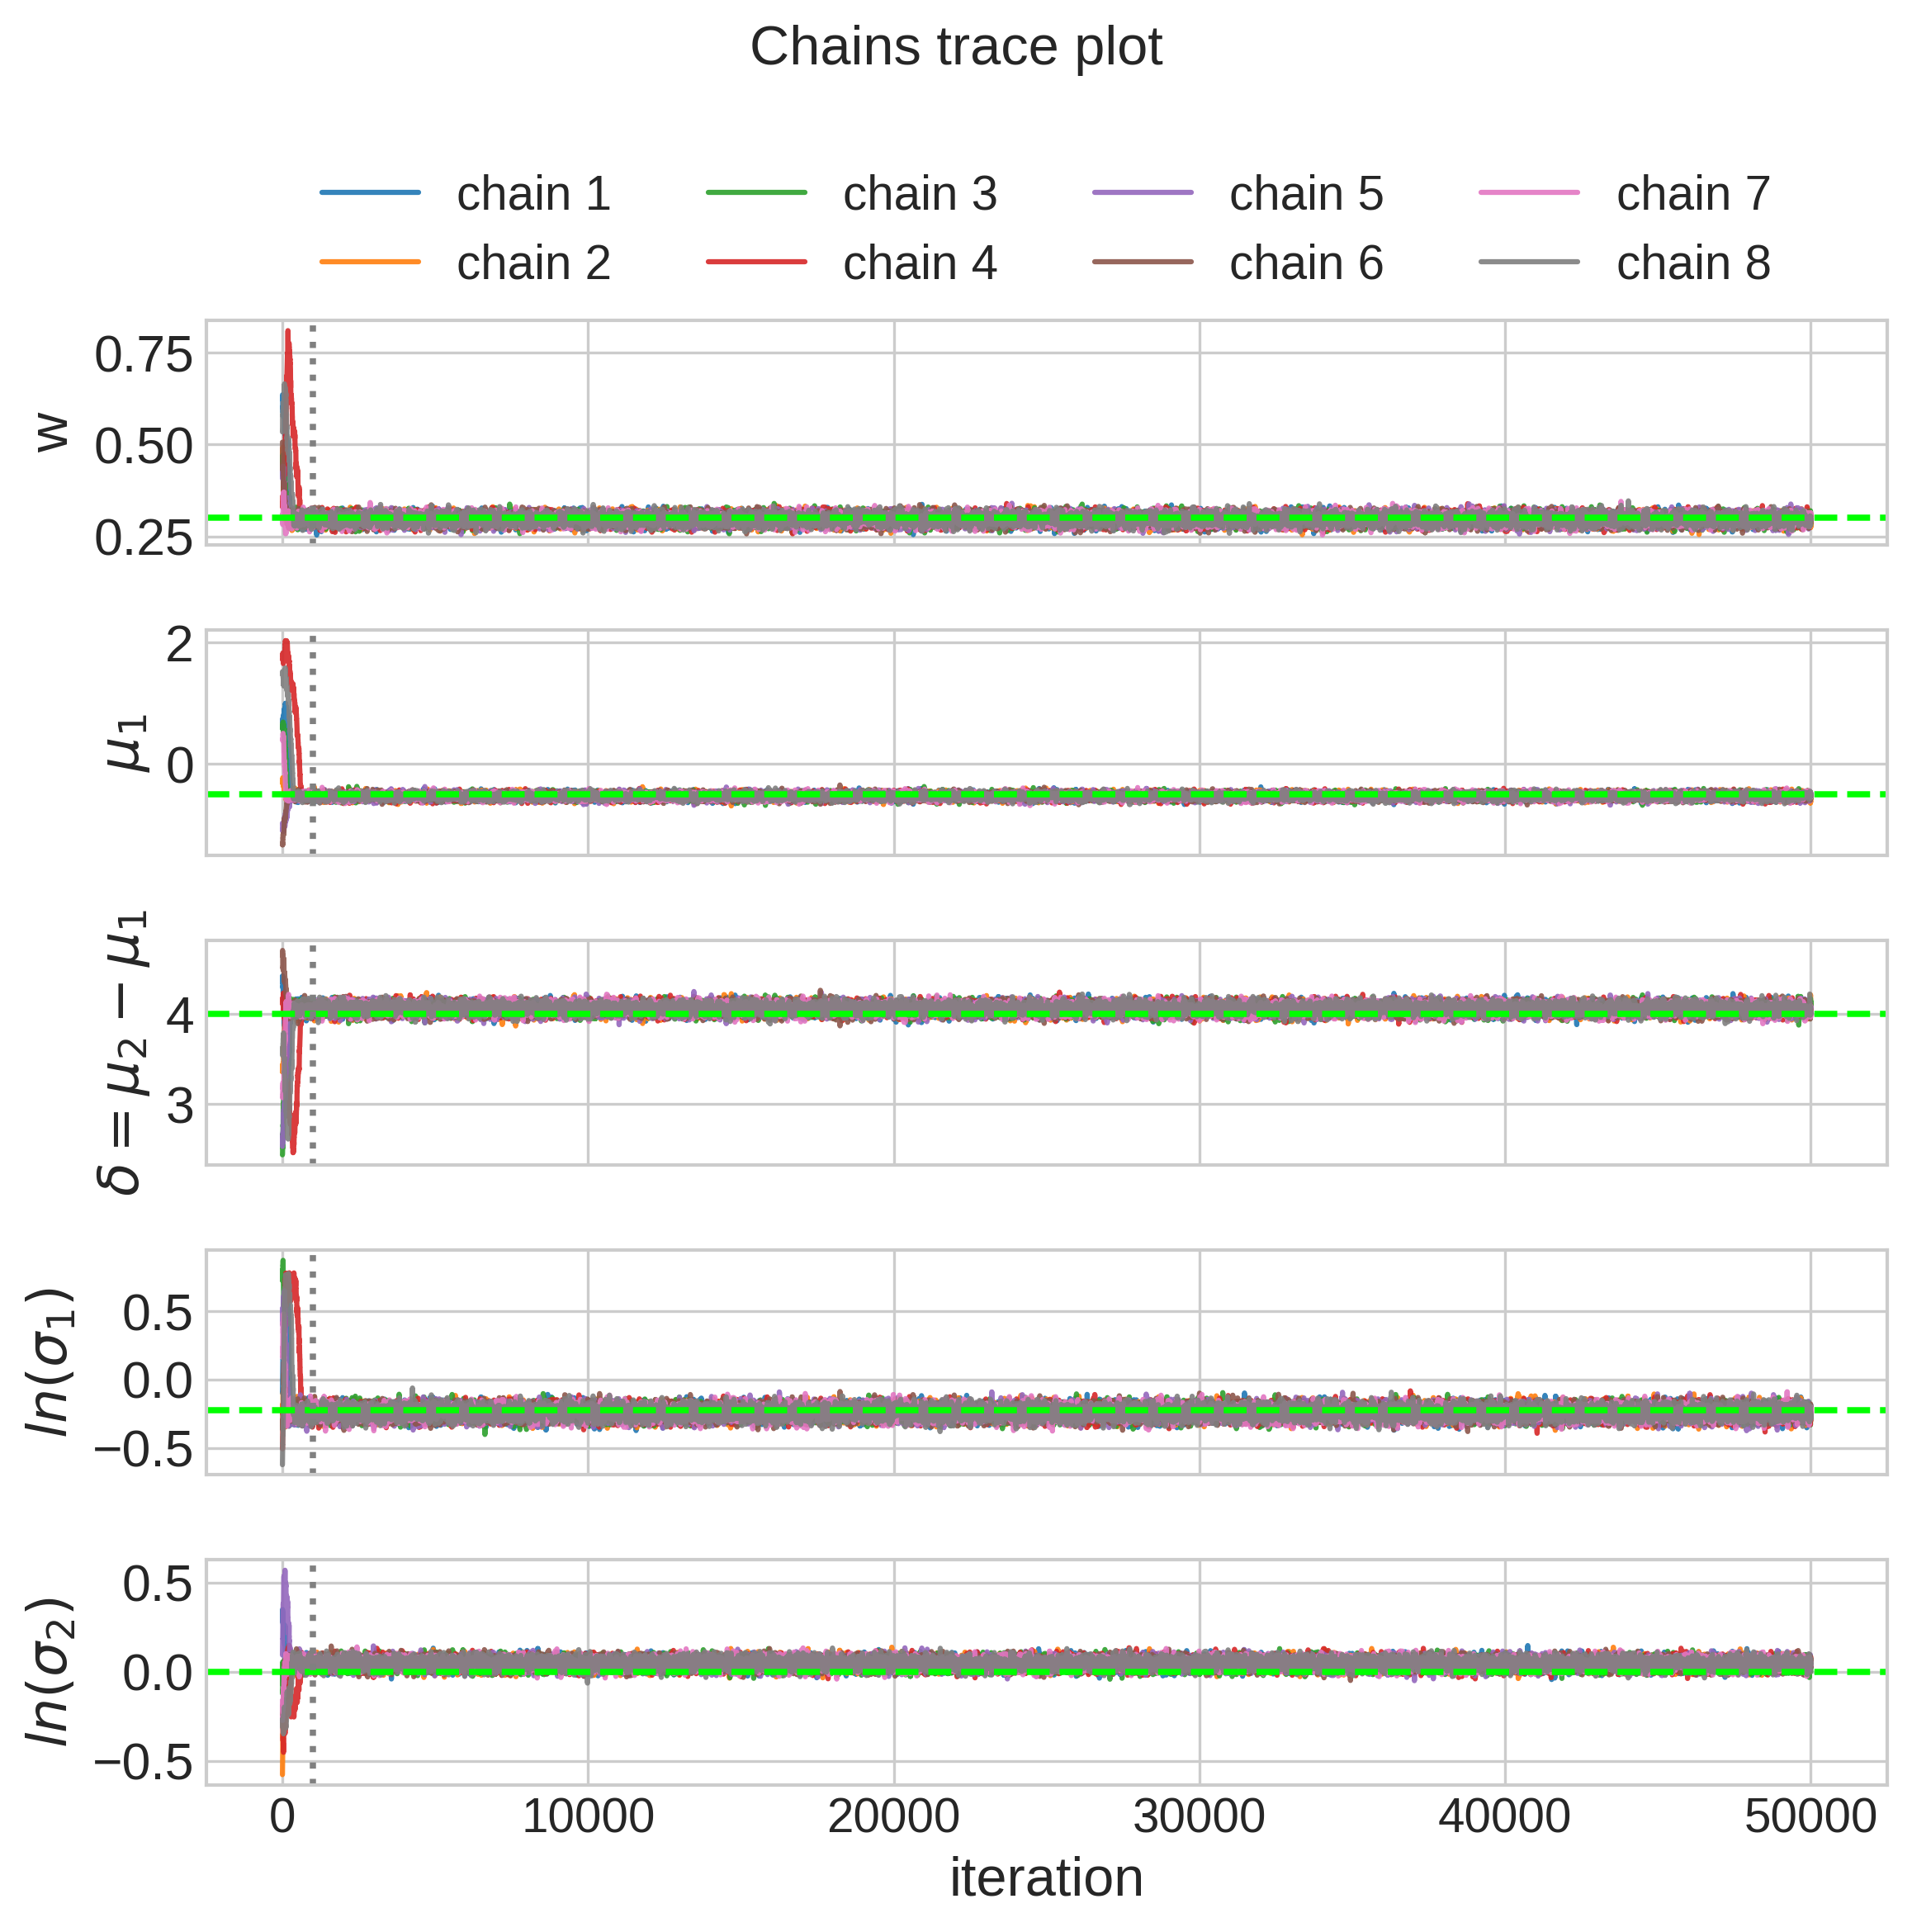 Chains trace plot
chain 1 chain 3 chain 5 chain 7
chain 2 chain 4 chain 6 chain 8
w
0.75
0.50
0.25
μ₁
2
0
δ = μ₂ − μ₁
4
3
ln(σ₁)
0.5
0.0
−0.5
ln(σ₂)
0.5
0.0
−0.5
0 10000 20000 30000 40000 50000
iteration